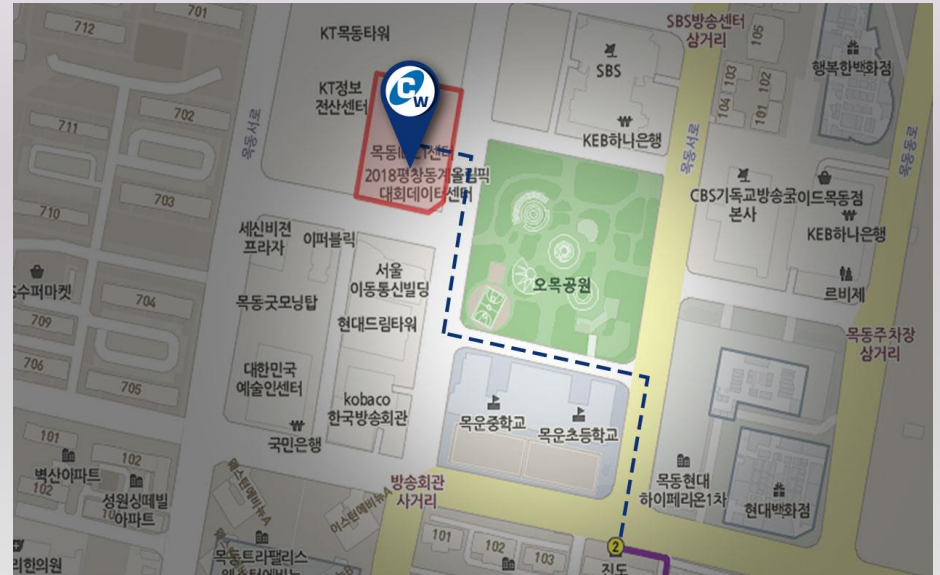 701
712
KT목동타워
SBS방송센터
삼거리
105
SBS
행복한백화점
103
102
104
101
CW
KT정보
전산센터
702
711
목동서로
KEB하나은행
목동서로
목동동로
2018평창동계올림픽
대회데이터센터
703
710
CBS기독교방송국
본사
이드목동점
KEB하나은행
세신비젼
프라자
이퍼블릭
서울
이동통신빌딩
오목공원
르비제
수퍼마켓
704
목동굿모닝탑
709
현대드림타워
목동주차장
삼거리
706
705
대한민국
예술인센터
kobaco
한국방송회관
국민은행
목운중학교
목운초등학교
101
102
벽산아파트
102
성원상떼빌
아파트
방송회관
사거리
목동현대
하이페리온1차
현대백화점
101
102
103
2
진도
리한의원
목동트라팰리스